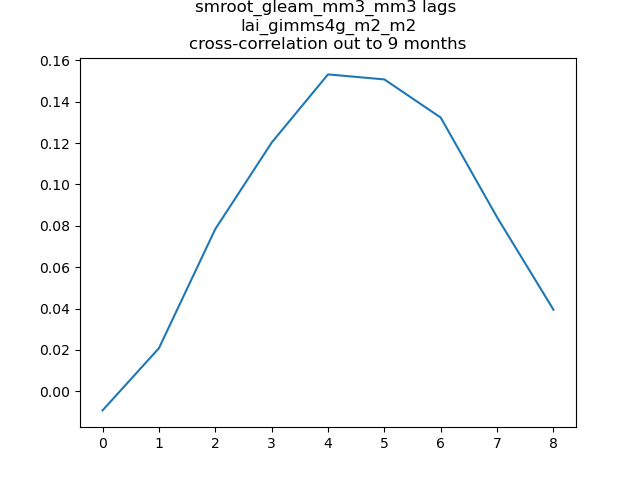 smroot_gleam_mm3_mm3 lags
lai_gimms4g_m2_m2
cross-correlation out to 9 months
0.16
0.14
0.12
0.10
0.08
0.06
0.04
0.02
0.00
0 1 2 3 4 5 6 7 8